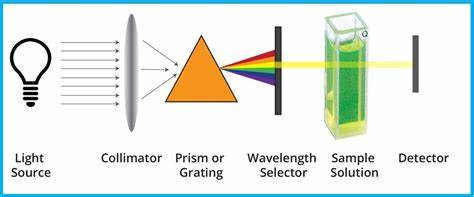 Q
Light Source
Collimator
Prism or Grating
Wavelength Selector
Sample Solution
Detector